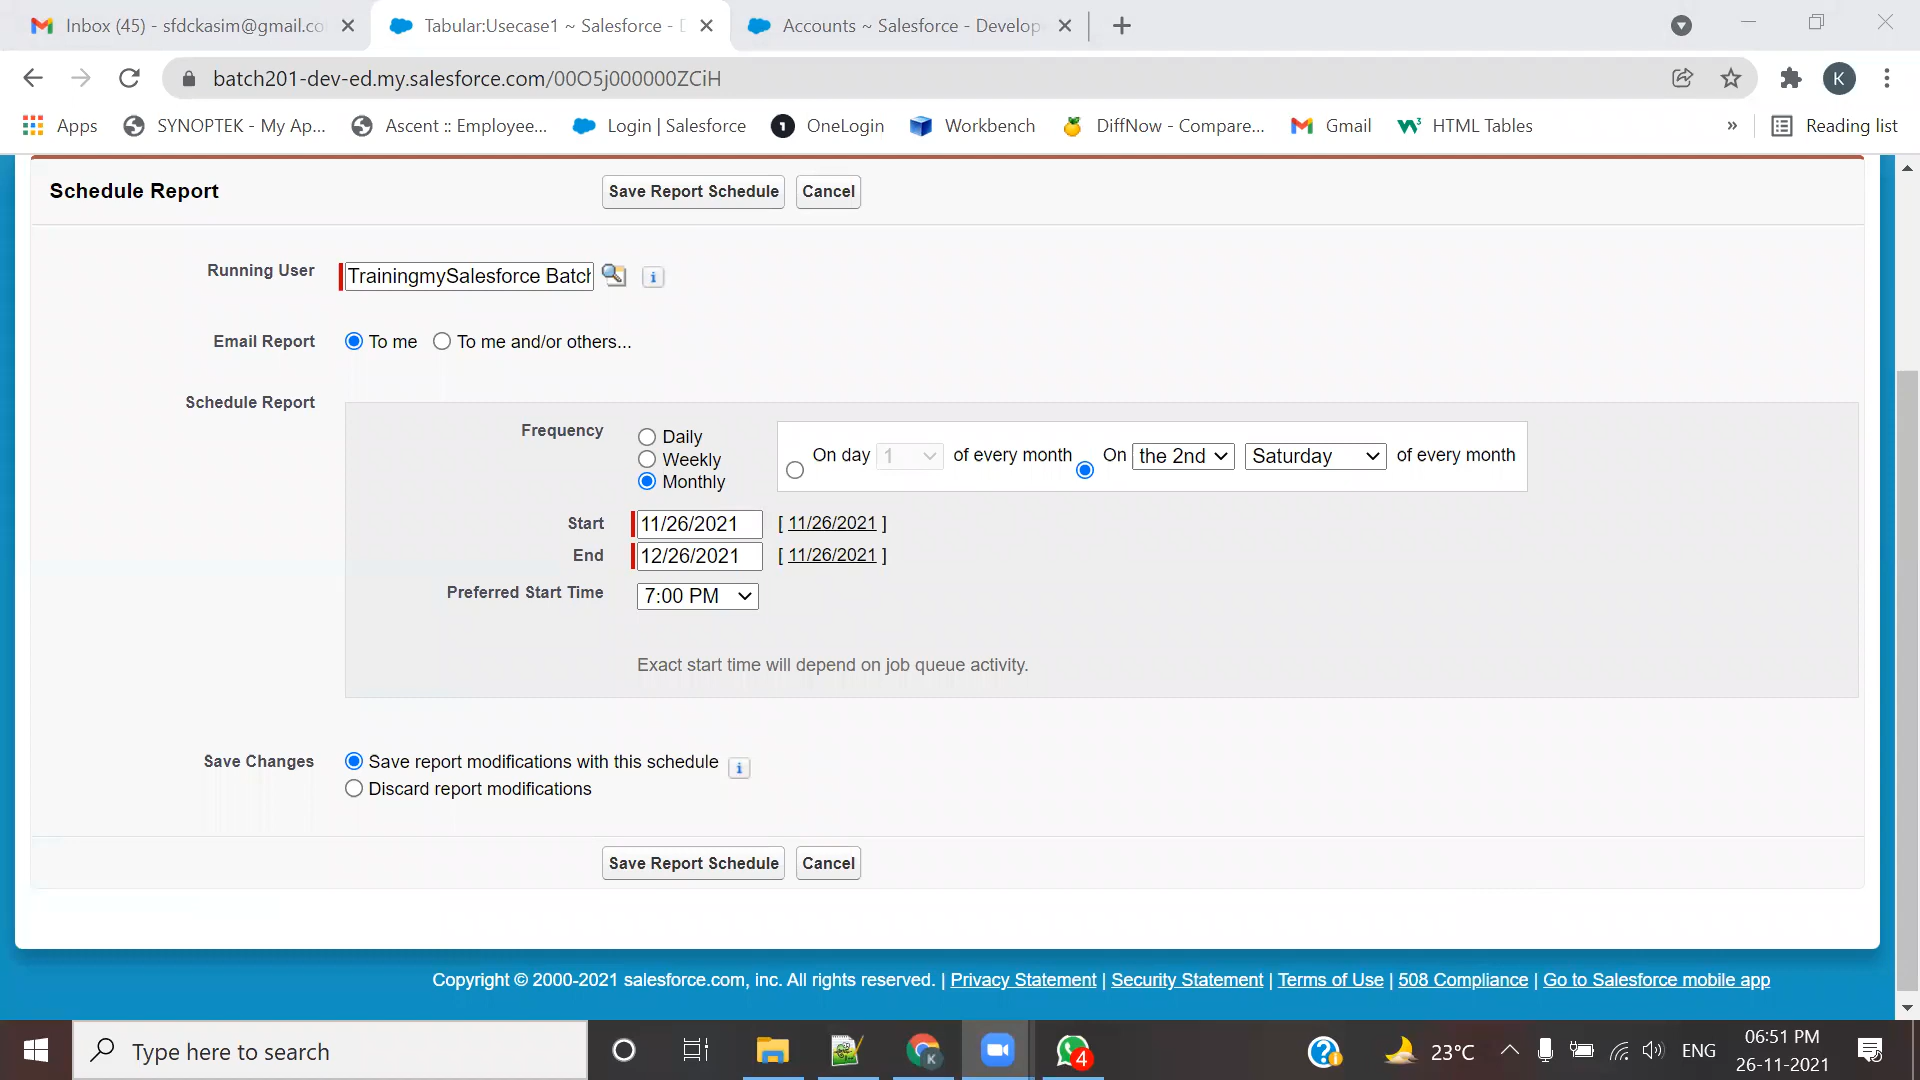 Inbox (45) - sfdckasim@gmail.co
Tabular:Usecase1 ~ Salesforce -
Accounts ~ Salesforce - Develop
batch201-dev-ed.my.salesforce.com/00O5j000000ZCiH
K
Apps
SYNOPTEK - My Ap...
Ascent :: Employee...
Login | Salesforce
1 OneLogin
Workbench
DiffNow - Compare...
Gmail
HTML Tables
»
Reading list
Schedule Report
Save Report Schedule
Cancel
Running User
TrainingmySalesforce Batch
Email Report
To me
To me and/or others...
Schedule Report
Frequency
Daily
Weekly
Monthly
On day 1 of every month
On the 2nd Saturday of every month
Start
11/26/2021
[ 11/26/2021 ]
End
12/26/2021
[ 11/26/2021 ]
Preferred Start Time
7:00 PM
Exact start time will depend on job queue activity.
Save Changes
Save report modifications with this schedule
Discard report modifications
Save Report Schedule
Cancel
Copyright © 2000-2021 salesforce.com, inc. All rights reserved. | Privacy Statement | Security Statement | Terms of Use | 508 Compliance | Go to Salesforce mobile app
Type here to search
K
4
23°C
ENG
06:51 PM
26-11-2021